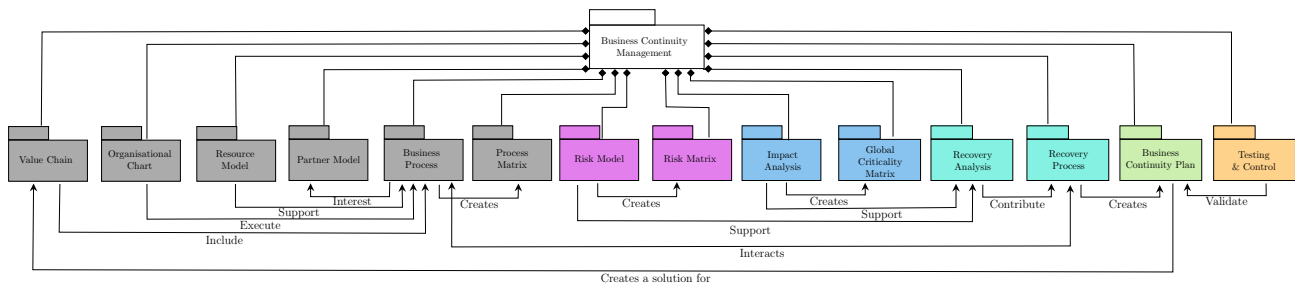 Business Continuity
Management
Value Chain
Organisational
Chart
Resource
Model
Partner Model
Business
Process
Process
Matrix
Risk Model
Risk Matrix
Impact Analysis
Global
Criticality
Matrix
Recovery
Analysis
Recovery
Process
Business
Continuity Plan
Testing
& Control
Interest
Creates
Creates
Creates
Contribute
Creates
Validate
Support
Support
Execute
Support
Include
Interacts
Creates a solution for